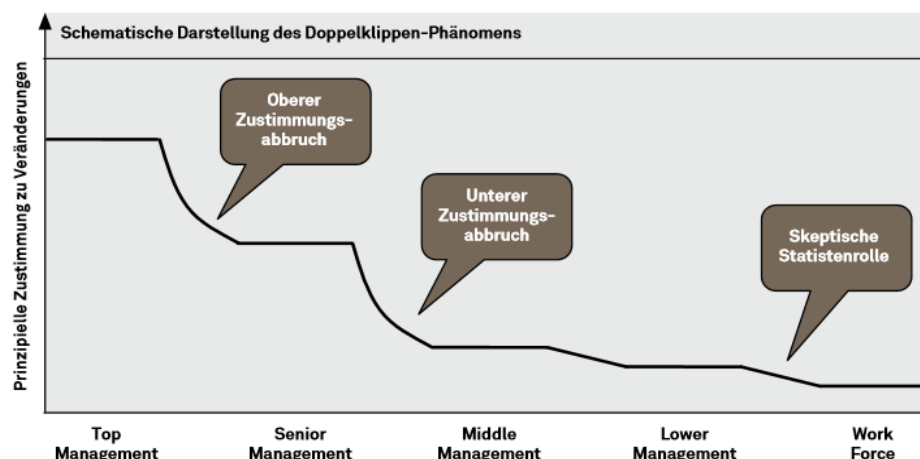 Schematische Darstellung des Doppelklippen-Phänomens
Prinzipielle Zustimmung zu Veränderungen
Oberer
Zustimmungs-
abbruch
Unterer
Zustimmungs-
abbruch
Skeptische
Statistenrolle
Top
Management
Senior
Management
Middle
Management
Lower
Management
Work
Force